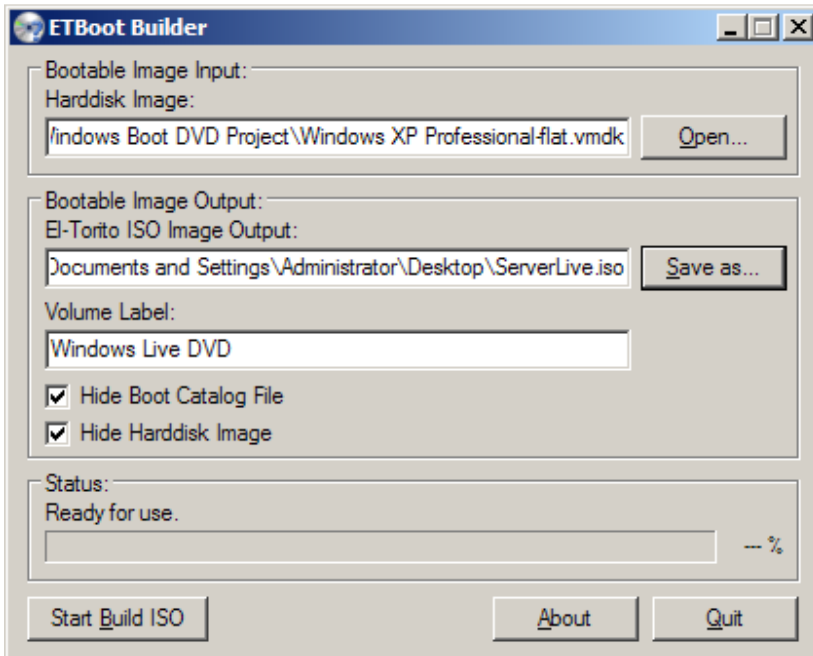 ETBoot Builder
Bootable Image Input:
Harddisk Image:
Windows Boot DVD Project\Windows XP Professional-flat.vmdk
Open...
Bootable Image Output:
El-Torito ISO Image Output:
Documents and Settings\Administrator\Desktop\ServerLive.iso
Save as...
Volume Label:
Windows Live DVD
Hide Boot Catalog File
Hide Harddisk Image
Status:
Ready for use.
--- %
Start Build ISO
About
Quit